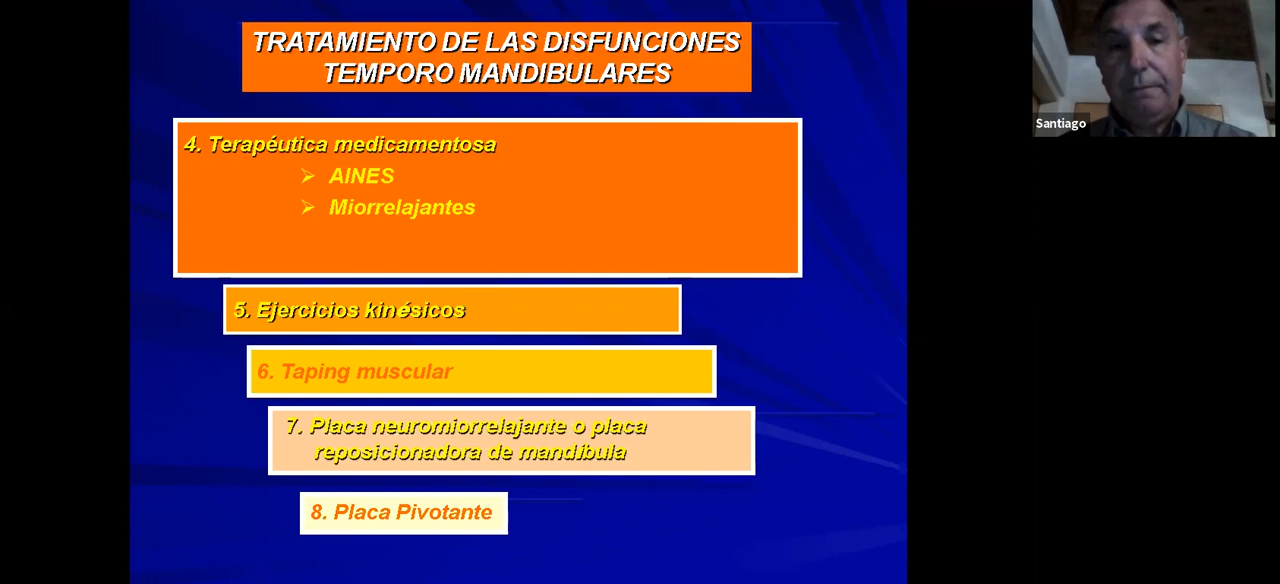 TRATAMIENTO DE LAS DISFUNCIONES
TEMPORO MANDIBULARES
4. Terapéutica medicamentosa
AINES
Miorrelajantes
5. Ejercicios kinésicos
6. Taping muscular
7. Placa neuromiorrelajante o placa
reposicionadora de mandíbula
8. Placa Pivotante
Santiago